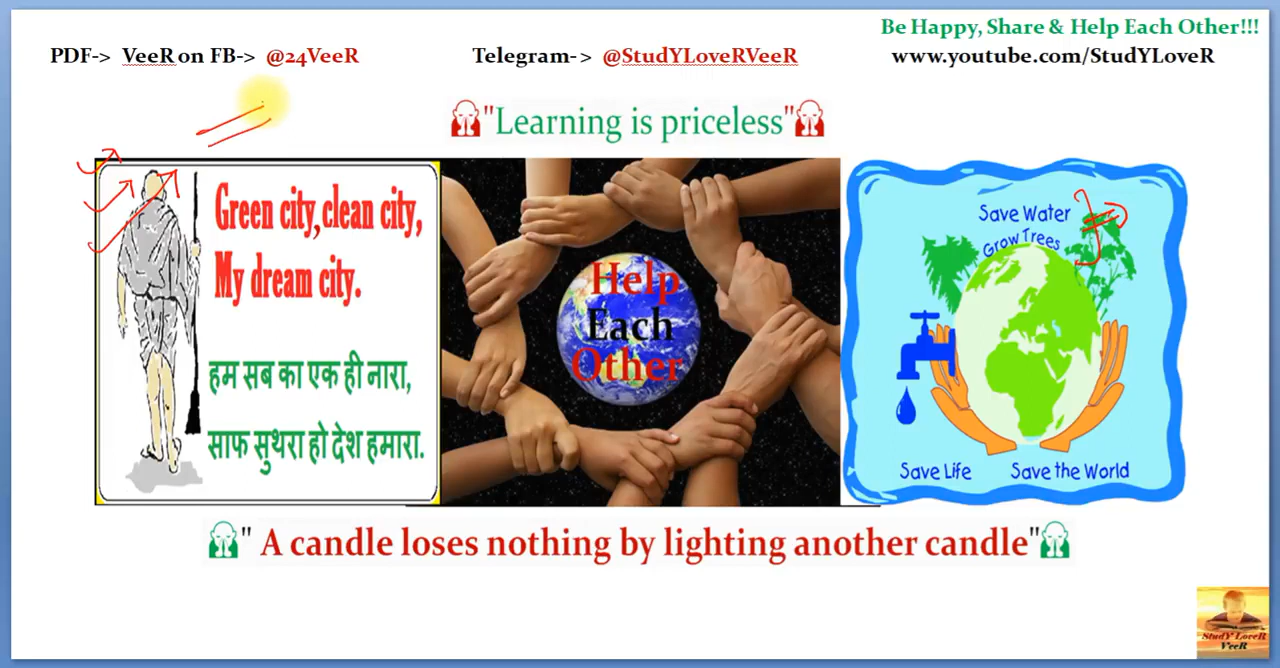 Be Happy, Share & Help Each Other!!!
PDF-> VeeR on FB-> @24VeeR Telegram-> @StudYLoveRVeeR www.youtube.com/StudYLoveR
"Learning is priceless"
Green city, clean city,
My dream city.
हम सब का एक ही नारा,
साफ सुथरा हो देश हमारा.
Help
Each
Other
Save Water
Grow Trees
Save Life Save the World
" A candle loses nothing by lighting another candle"
StudY LoveR
VeeR